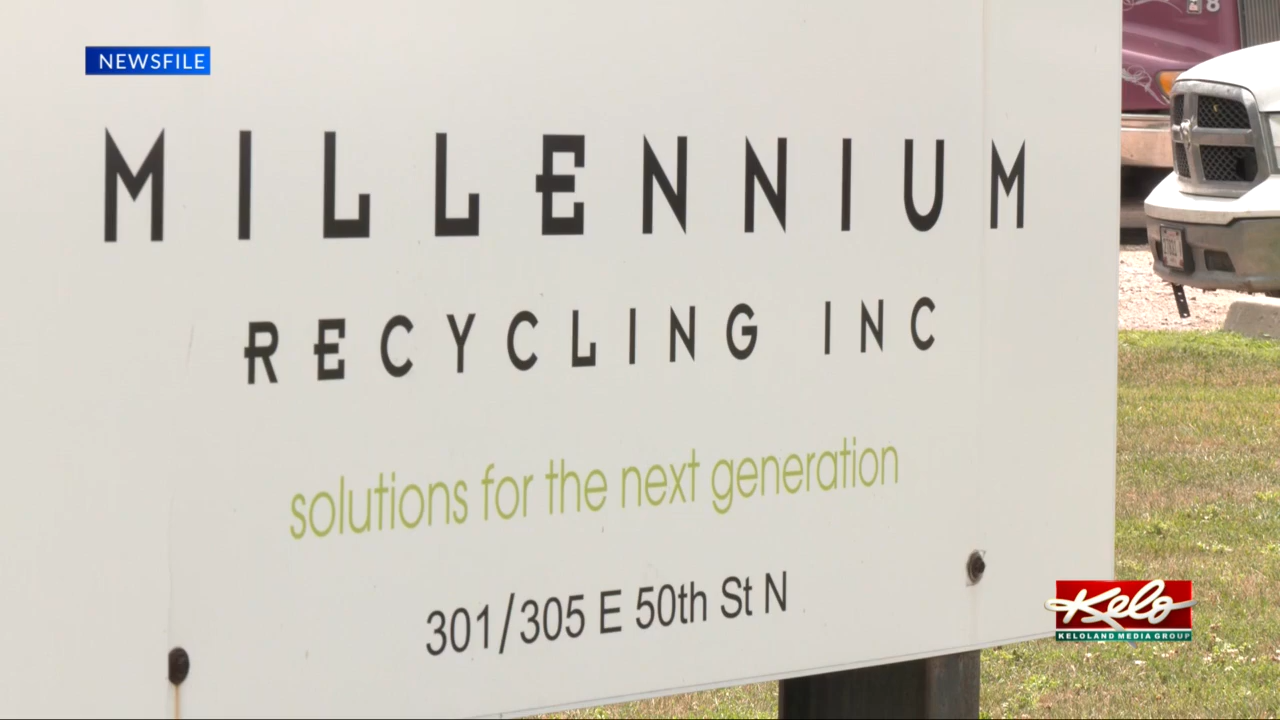 NEWSFILE
MILLENNIUM
RECYCLING INC
solutions for the next generation
301/305 E 50th St N
Kelo
KELOLAND MEDIA GROUP